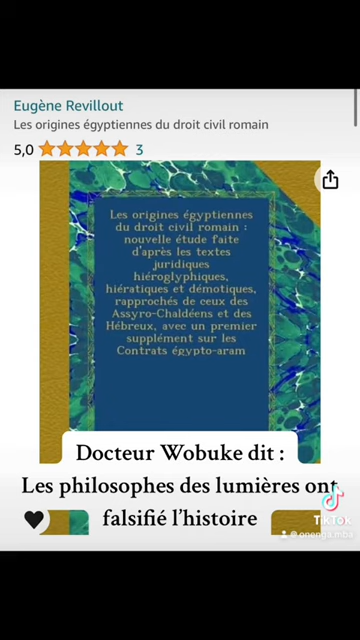 Eugène Revillout
Les origines égyptiennes du droit civil romain
5,0 3
Les origines égyptiennes
du droit civil romain :
nouvelle étude faite
d'après les textes
juridiques
hiéroglyphiques,
hiératiques et démotiques,
rapprochés de ceux des
Assyro-Chaldéens et des
Hébreux, avec un premier
supplément sur les
Contrats égypto-aram
Docteur Wobuke dit :
Les philosophes des lumières ont
falsifié l'histoire
TikTok
@onenga.mba